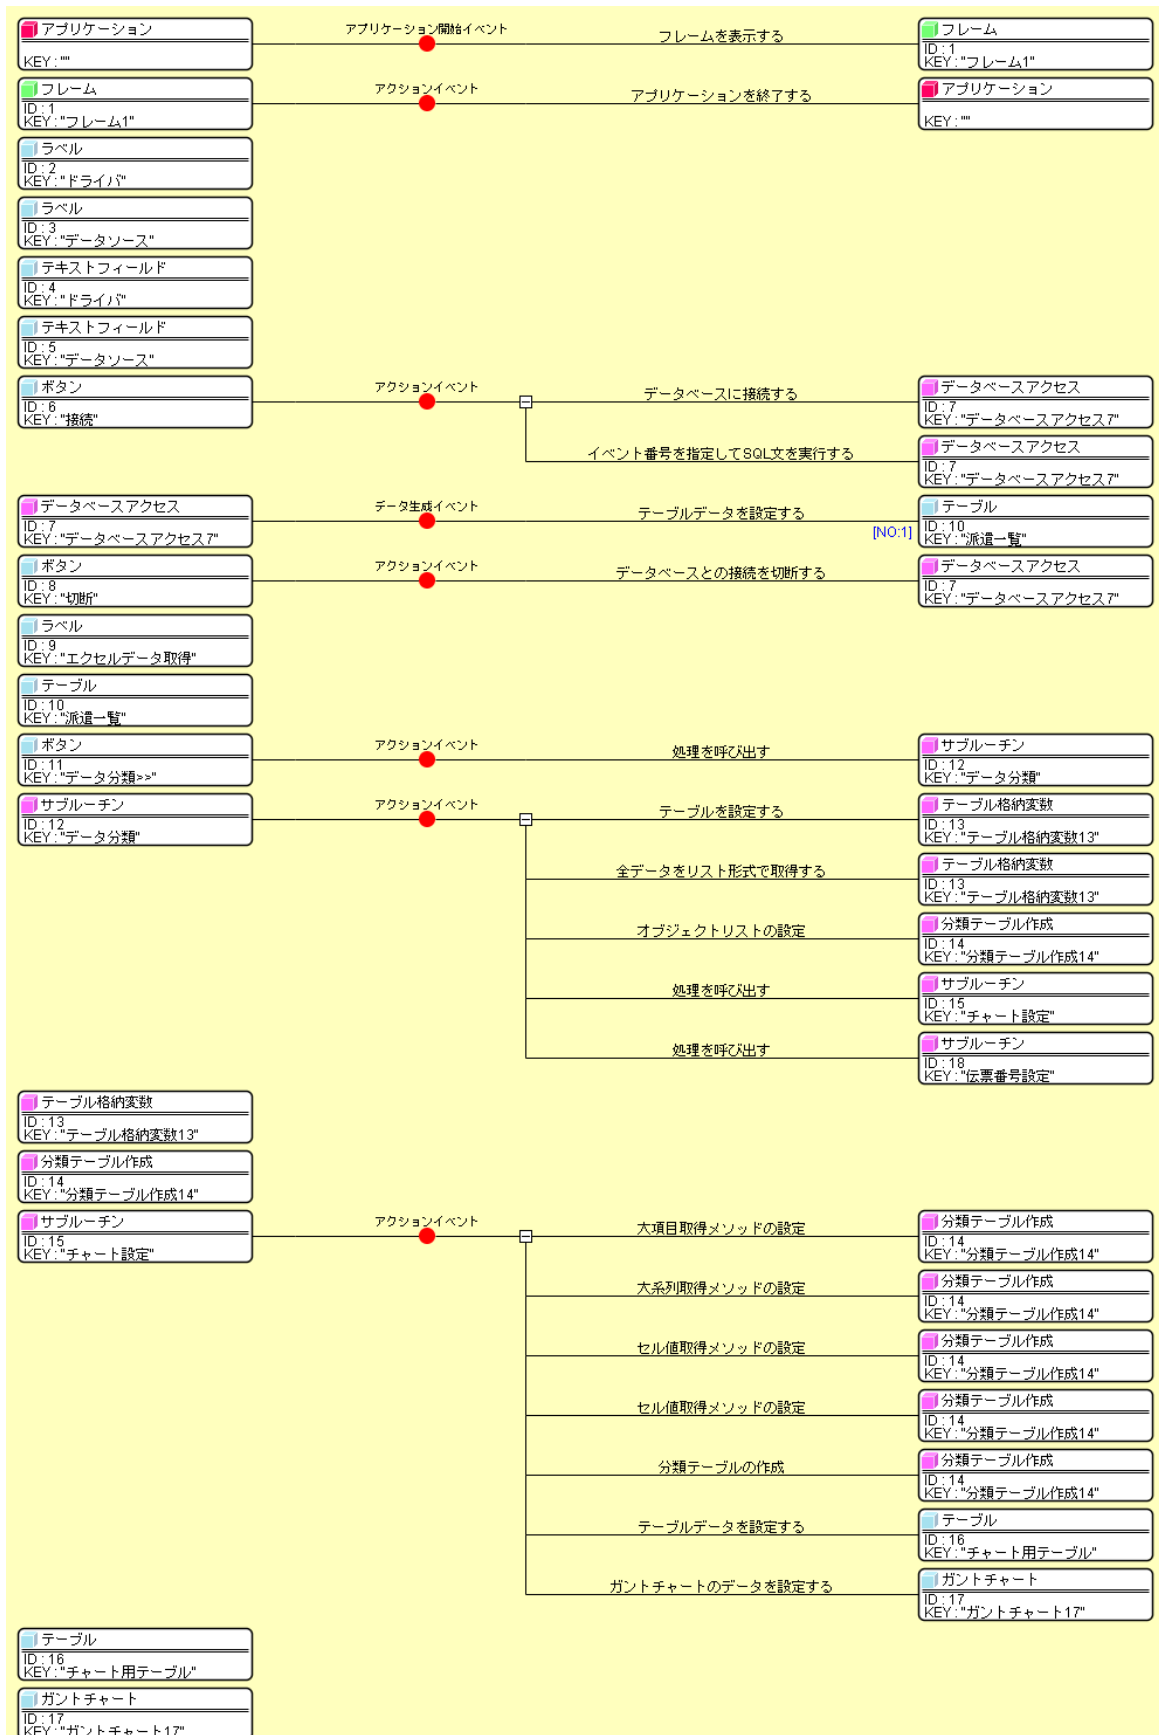 アプリケーション
KEY : ""
アプリケーション開始イベント
フレームを表示する
フレーム
ID : 1
KEY : "フレーム1"
フレーム
ID : 1
KEY : "フレーム1"
アクションイベント
アプリケーションを終了する
アプリケーション
KEY : ""
ラベル
ID : 2
KEY : "ドライバ"
ラベル
ID : 3
KEY : "データソース"
テキストフィールド
ID : 4
KEY : "ドライバ"
テキストフィールド
ID : 5
KEY : "データソース"
ボタン
ID : 6
KEY : "接続"
アクションイベント
データベースに接続する
データベースアクセス
ID : 7
KEY : "データベースアクセス7"
イベント番号を指定してSQL文を実行する
データベースアクセス
ID : 7
KEY : "データベースアクセス7"
データベースアクセス
ID : 7
KEY : "データベースアクセス7"
データ生成イベント
テーブルデータを設定する
[NO:1]
テーブル
ID : 10
KEY : "派遣一覧"
ボタン
ID : 8
KEY : "切断"
アクションイベント
データベースとの接続を切断する
データベースアクセス
ID : 7
KEY : "データベースアクセス7"
ラベル
ID : 9
KEY : "エクセルデータ取得"
テーブル
ID : 10
KEY : "派遣一覧"
ボタン
ID : 11
KEY : "データ分類>>"
アクションイベント
処理を呼び出す
サブルーチン
ID : 12
KEY : "データ分類"
サブルーチン
ID : 12
KEY : "データ分類"
アクションイベント
テーブルを設定する
テーブル格納変数
ID : 13
KEY : "テーブル格納変数13"
全データをリスト形式で取得する
テーブル格納変数
ID : 13
KEY : "テーブル格納変数13"
オブジェクトリストの設定
分類テーブル作成
ID : 14
KEY : "分類テーブル作成14"
処理を呼び出す
サブルーチン
ID : 15
KEY : "チャート設定"
処理を呼び出す
サブルーチン
ID : 18
KEY : "伝票番号設定"
テーブル格納変数
ID : 13
KEY : "テーブル格納変数13"
分類テーブル作成
ID : 14
KEY : "分類テーブル作成14"
サブルーチン
ID : 15
KEY : "チャート設定"
アクションイベント
大項目取得メソッドの設定
分類テーブル作成
ID : 14
KEY : "分類テーブル作成14"
大系列取得メソッドの設定
分類テーブル作成
ID : 14
KEY : "分類テーブル作成14"
セル値取得メソッドの設定
分類テーブル作成
ID : 14
KEY : "分類テーブル作成14"
セル値取得メソッドの設定
分類テーブル作成
ID : 14
KEY : "分類テーブル作成14"
分類テーブルの作成
分類テーブル作成
ID : 14
KEY : "分類テーブル作成14"
テーブルデータを設定する
テーブル
ID : 16
KEY : "チャート用テーブル"
ガントチャートのデータを設定する
ガントチャート
ID : 17
KEY : "ガントチャート17"
テーブル
ID : 16
KEY : "チャート用テーブル"
ガントチャート
ID : 17
KEY : "ガントチャート17"